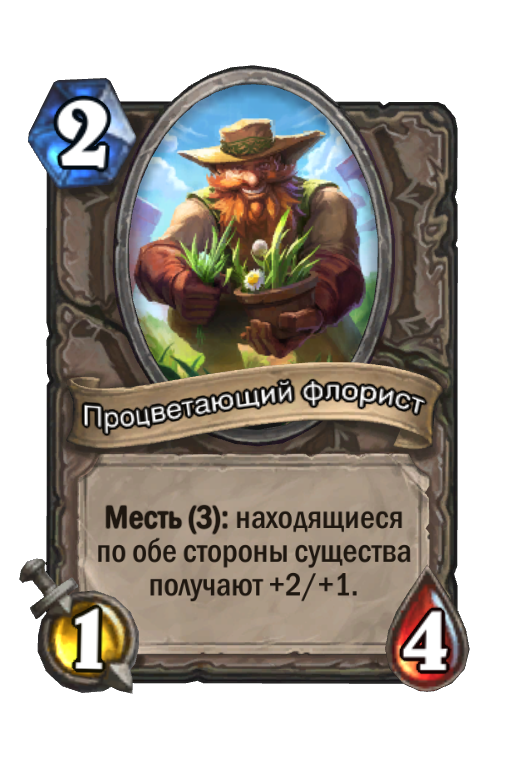 2
Процветающий флорист
Месть (3): находящиеся
по обе стороны существа
получают +2/+1.
1
4